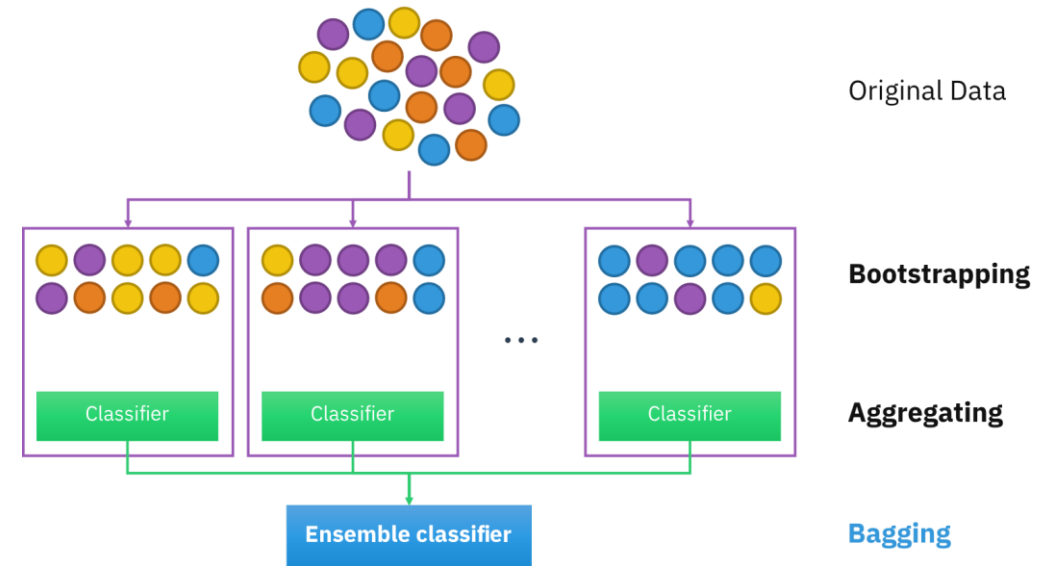 Original Data
Bootstrapping
...
Classifier
Classifier
Classifier
Aggregating
Ensemble classifier
Bagging